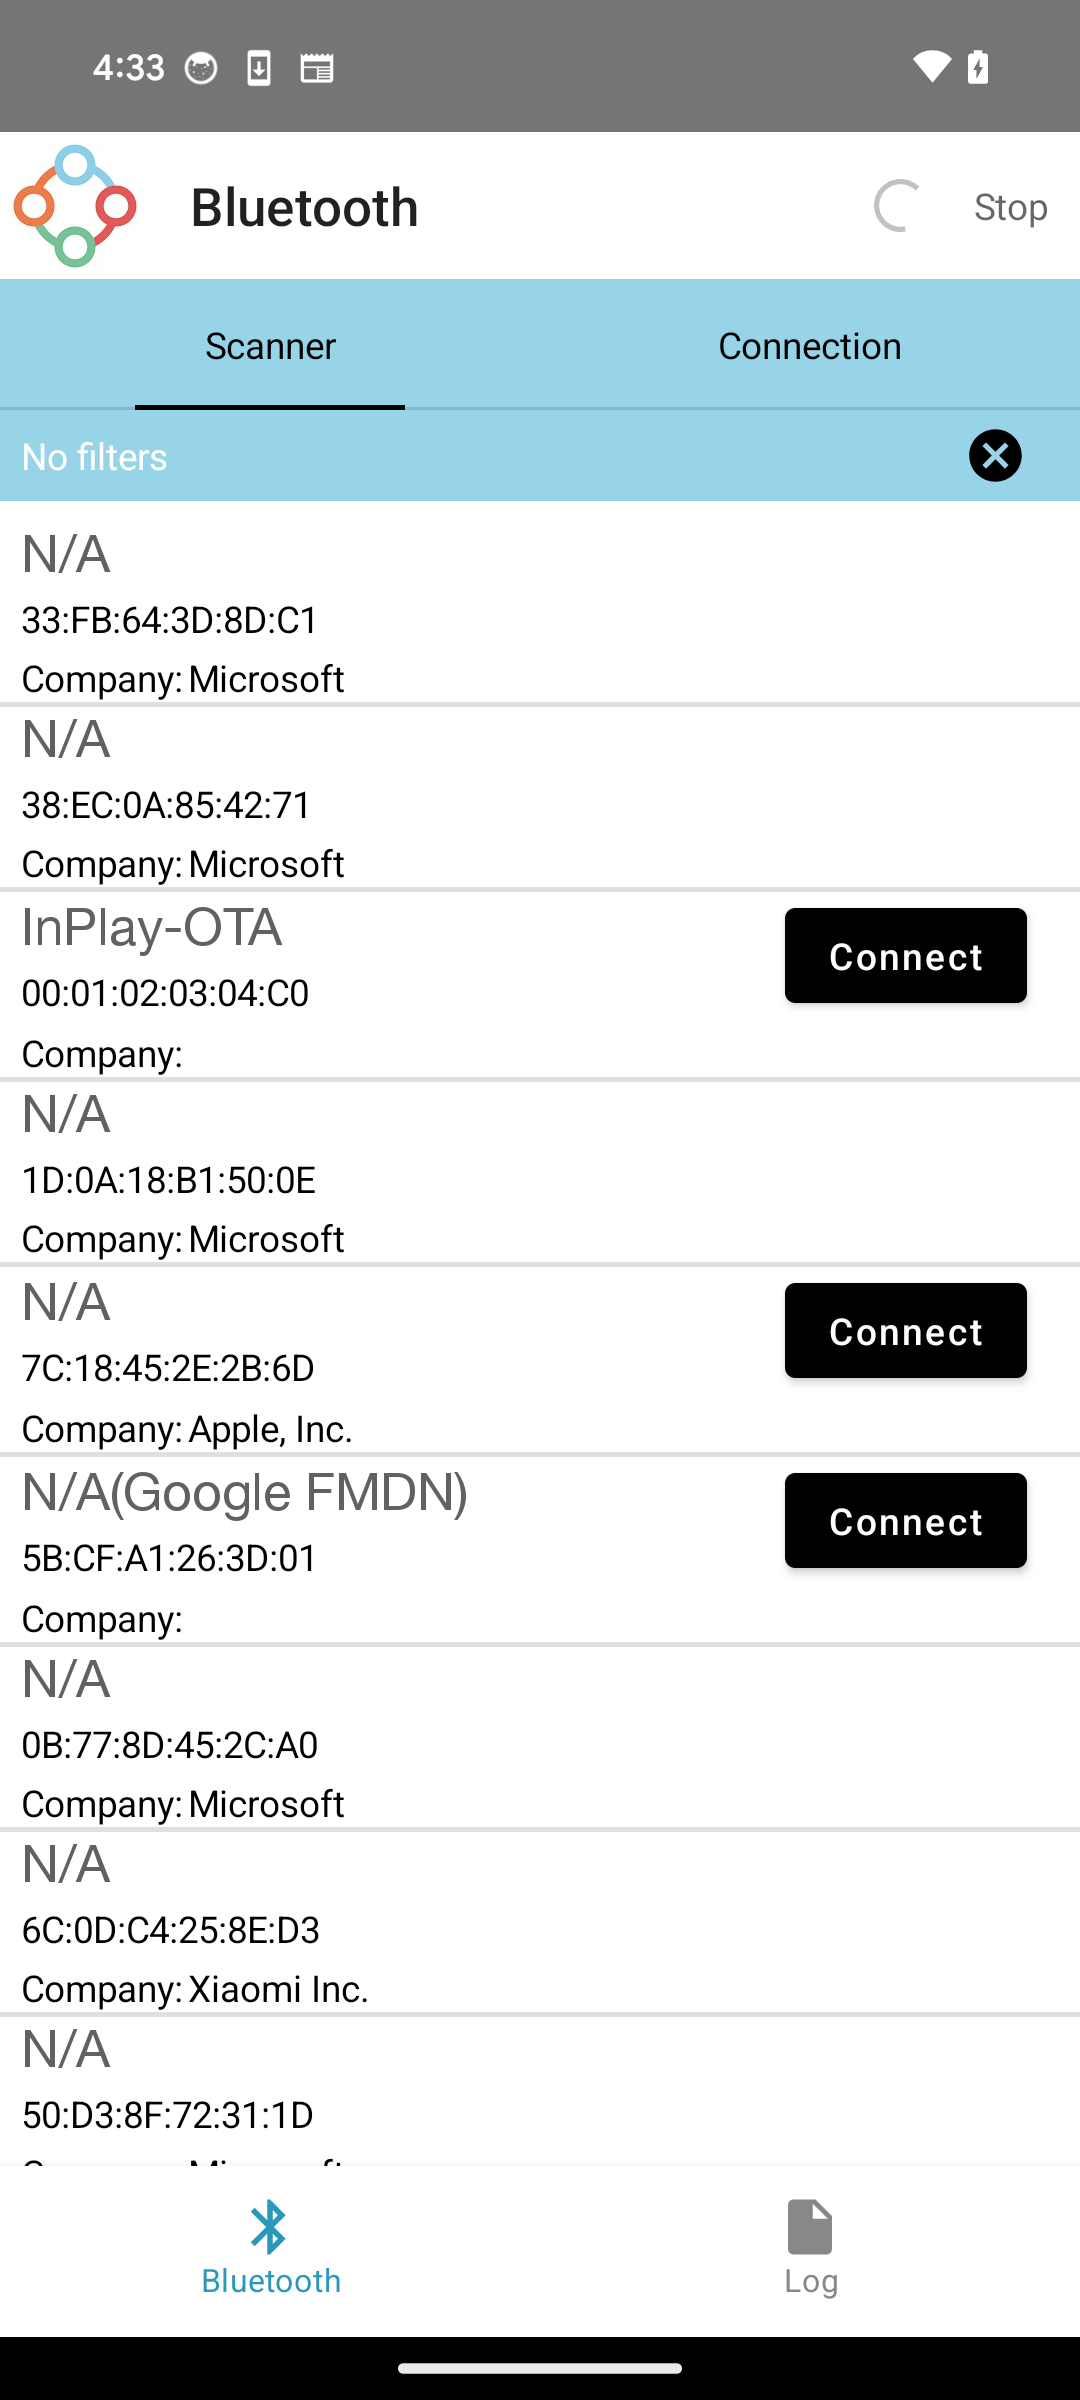 4:33
Bluetooth
Stop
Scanner
Connection
No filters
N/A
33:FB:64:3D:8D:C1
Company: Microsoft
N/A
38:EC:0A:85:42:71
Company: Microsoft
InPlay-OTA
Connect
00:01:02:03:04:C0
Company:
N/A
1D:0A:18:B1:50:0E
Company: Microsoft
N/A
Connect
7C:18:45:2E:2B:6D
Company: Apple, Inc.
N/A(Google FMDN)
Connect
5B:CF:A1:26:3D:01
Company:
N/A
0B:77:8D:45:2C:A0
Company: Microsoft
N/A
6C:0D:C4:25:8E:D3
Company: Xiaomi Inc.
N/A
50:D3:8F:72:31:1D
Bluetooth
Log